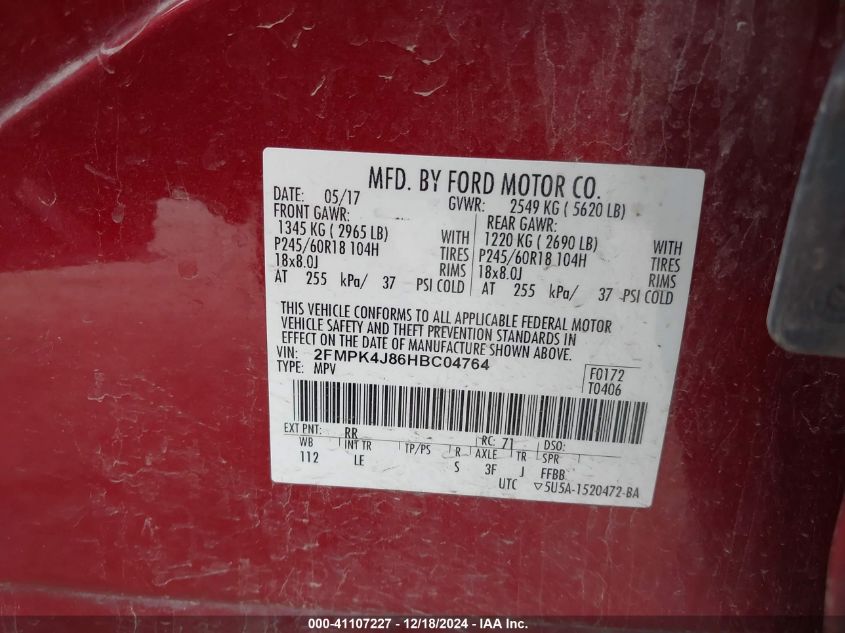 MFD. BY FORD MOTOR CO.
DATE: 05/17 GVWR: 2549 KG ( 5620 LB)
FRONT GAWR: REAR GAWR:
1345 KG ( 2965 LB) WITH 1220 KG ( 2690 LB) WITH
P245/60R18 104H TIRES P245/60R18 104H TIRES
18x8.0J RIMS 18x8.0J RIMS
AT 255 kPa/ 37 PSI COLD AT 255 kPa/ 37 PSI COLD
THIS VEHICLE CONFORMS TO ALL APPLICABLE FEDERAL MOTOR
VEHICLE SAFETY AND THEFT PREVENTION STANDARDS IN
EFFECT ON THE DATE OF MANUFACTURE SHOWN ABOVE.
VIN: 2FMPK4J86HBC04764
TYPE: MPV
F0172
T0406
EXT PNT: RR RC: 71 DSO:
WB INT TR TP/PS R AXLE TR SPR
112 LE S 3F J FFBB
UTC ▽5U5A-1520472-BA
000-41107227 - 12/18/2024 - IAAI.com